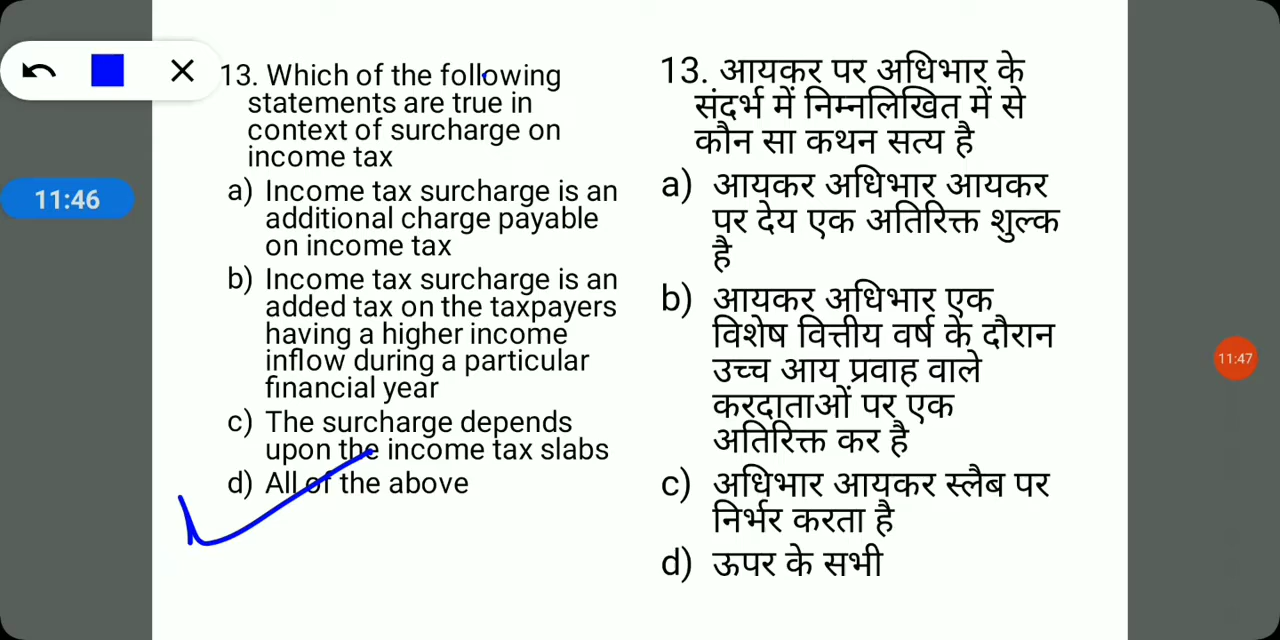 13. Which of the following
statements are true in
context of surcharge on
income tax
a) Income tax surcharge is an
additional charge payable
on income tax
b) Income tax surcharge is an
added tax on the taxpayers
having a higher income
inflow during a particular
financial year
c) The surcharge depends
upon the income tax slabs
d) All of the above
13. आयकर पर अधिभार के
संदर्भ में निम्नलिखित में से
कौन सा कथन सत्य है
a) आयकर अधिभार आयकर
पर देय एक अतिरिक्त शुल्क
है
b) आयकर अधिभार एक
विशेष वित्तीय वर्ष के दौरान
उच्च आय प्रवाह वाले
करदाताओं पर एक
अतिरिक्त कर है
c) अधिभार आयकर स्लैब पर
निर्भर करता है
d) ऊपर के सभी
11:46
11:47